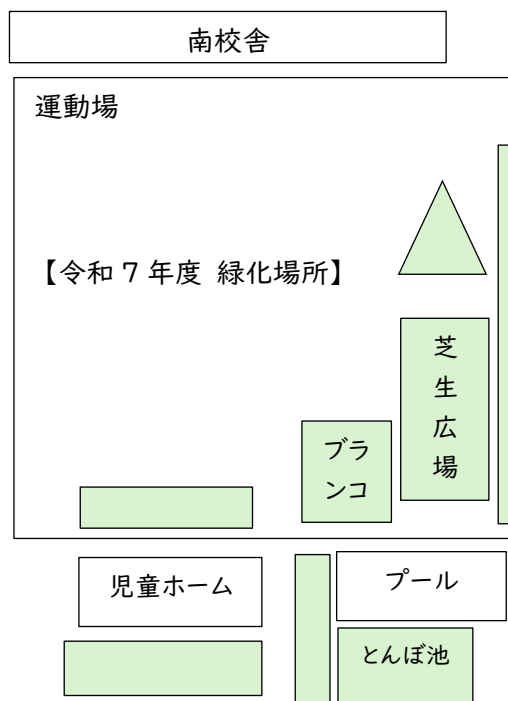 南校舎
運動場
【令和７年度 緑化場所】
芝生広場
ブラ
ンコ
児童ホーム
プール
とんぼ池